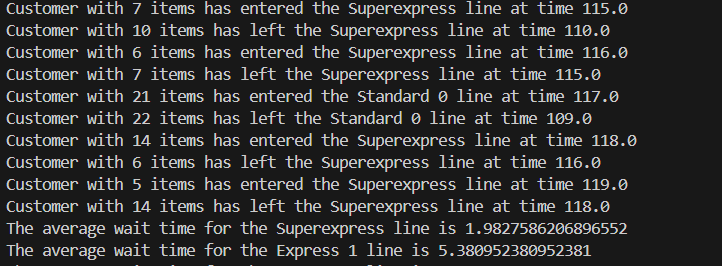 Customer with 7 items has entered the Superexpress line at time 115.0
Customer with 10 items has left the Superexpress line at time 110.0
Customer with 6 items has entered the Superexpress line at time 116.0
Customer with 7 items has left the Superexpress line at time 115.0
Customer with 21 items has entered the Standard 0 line at time 117.0
Customer with 22 items has left the Standard 0 line at time 109.0
Customer with 14 items has entered the Superexpress line at time 118.0
Customer with 6 items has left the Superexpress line at time 116.0
Customer with 5 items has entered the Superexpress line at time 119.0
Customer with 14 items has left the Superexpress line at time 118.0
The average wait time for the Superexpress line is 1.9827586206896552
The average wait time for the Express 1 line is 5.380952380952381